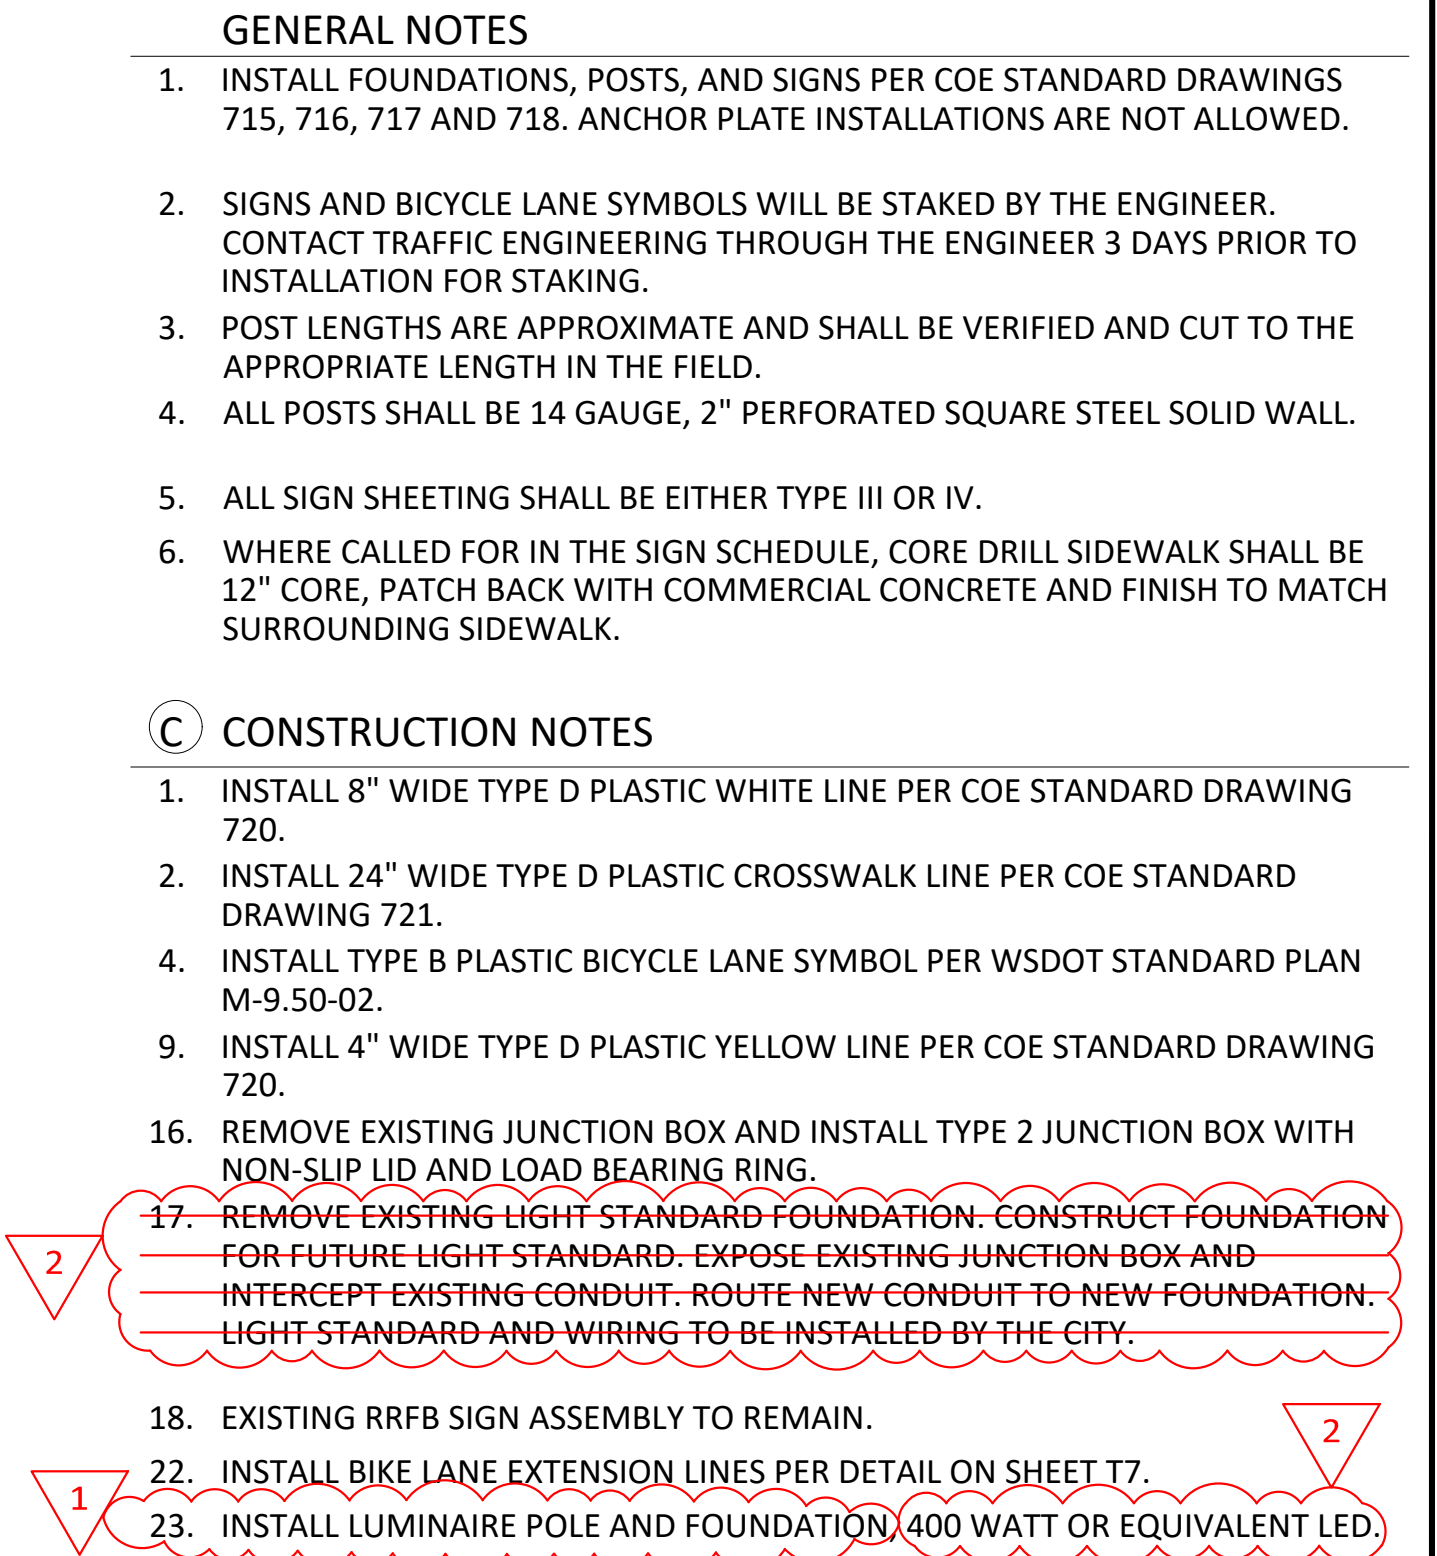 GENERAL NOTES
1. INSTALL FOUNDATIONS, POSTS, AND SIGNS PER COE STANDARD DRAWINGS
715, 716, 717 AND 718. ANCHOR PLATE INSTALLATIONS ARE NOT ALLOWED.
2. SIGNS AND BICYCLE LANE SYMBOLS WILL BE STAKED BY THE ENGINEER.
CONTACT TRAFFIC ENGINEERING THROUGH THE ENGINEER 3 DAYS PRIOR TO
INSTALLATION FOR STAKING.
3. POST LENGTHS ARE APPROXIMATE AND SHALL BE VERIFIED AND CUT TO THE
APPROPRIATE LENGTH IN THE FIELD.
4. ALL POSTS SHALL BE 14 GAUGE, 2" PERFORATED SQUARE STEEL SOLID WALL.
5. ALL SIGN SHEETING SHALL BE EITHER TYPE III OR IV.
6. WHERE CALLED FOR IN THE SIGN SCHEDULE, CORE DRILL SIDEWALK SHALL BE
12" CORE, PATCH BACK WITH COMMERCIAL CONCRETE AND FINISH TO MATCH
SURROUNDING SIDEWALK.
C CONSTRUCTION NOTES
1. INSTALL 8" WIDE TYPE D PLASTIC WHITE LINE PER COE STANDARD DRAWING
720.
2. INSTALL 24" WIDE TYPE D PLASTIC CROSSWALK LINE PER COE STANDARD
DRAWING 721.
4. INSTALL TYPE B PLASTIC BICYCLE LANE SYMBOL PER WSDOT STANDARD PLAN
M-9.50-02.
9. INSTALL 4" WIDE TYPE D PLASTIC YELLOW LINE PER COE STANDARD DRAWING
720.
16. REMOVE EXISTING JUNCTION BOX AND INSTALL TYPE 2 JUNCTION BOX WITH
NON-SLIP LID AND LOAD BEARING RING.
17. REMOVE EXISTING LIGHT STANDARD FOUNDATION. CONSTRUCT FOUNDATION
2
FOR FUTURE LIGHT STANDARD. EXPOSE EXISTING JUNCTION BOX AND
INTERCEPT EXISTING CONDUIT. ROUTE NEW CONDUIT TO NEW FOUNDATION.
LIGHT STANDARD AND WIRING TO BE INSTALLED BY THE CITY.
18. EXISTING RRFB SIGN ASSEMBLY TO REMAIN.
2
22. INSTALL BIKE LANE EXTENSION LINES PER DETAIL ON SHEET T7.
1
23. INSTALL LUMINAIRE POLE AND FOUNDATION, 400 WATT OR EQUIVALENT LED.